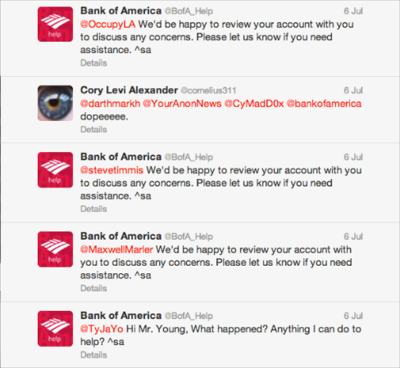 Bank of America @BofA_Help 6 Jul
@OccupyLA We'd be happy to review your account with you
to discuss any concerns. Please let us know if you need
assistance. ^sa
Details
help
Cory Levi Alexander @cornelius311 6 Jul
@darthmarkh @YourAnonNews @CyMadD0x @bankofamerica
dopeeeee.
Details
Bank of America @BofA_Help 6 Jul
@stevetimmis We'd be happy to review your account with you
to discuss any concerns. Please let us know if you need
assistance. ^sa
Details
help
Bank of America @BofA_Help 6 Jul
@MaxwellMarler We'd be happy to review your account with
you to discuss any concerns. Please let us know if you need
assistance. ^sa
Details
help
Bank of America @BofA_Help 6 Jul
@TyJaYo Hi Mr. Young, What happened? Anything I can do to
help? ^sa
Details
help